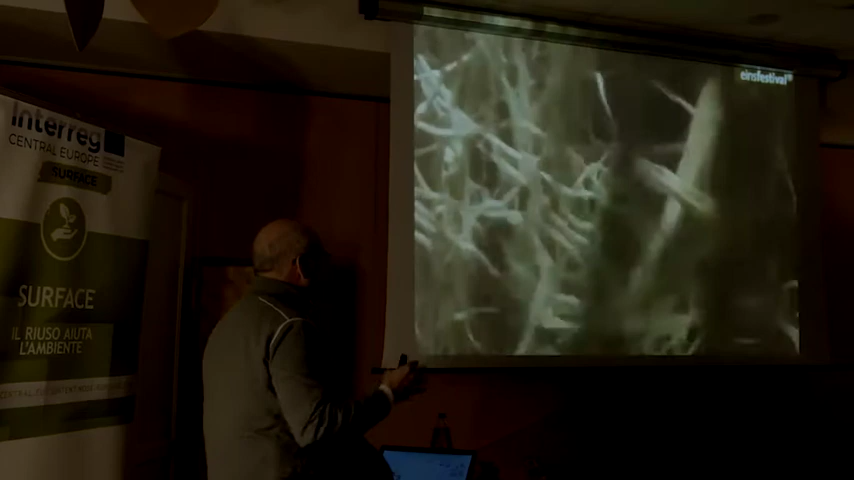 Interreg
CENTRAL EUROPE
SURFACE
SURFACE
IL RIUSO AIUTA
L'AMBIENTE
einsfestival